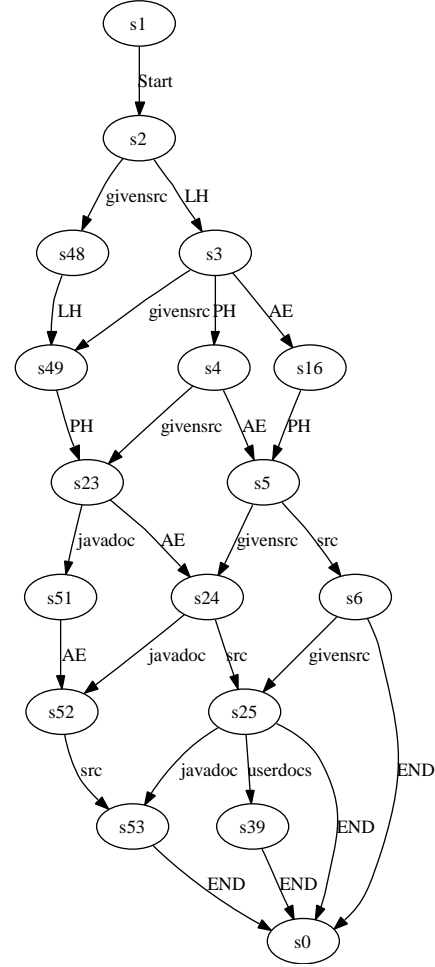 s1
Start
s2
givensrc LH
s48 s3
LH givensrc PH AE
s49 s4 s16
PH givensrc AE PH
s23 s5
javadoc AE givensrc src
s51 s24 s6
AE javadoc src givensrc
s52 s25
src javadoc userdocs END
s53 s39 END
END END
s0